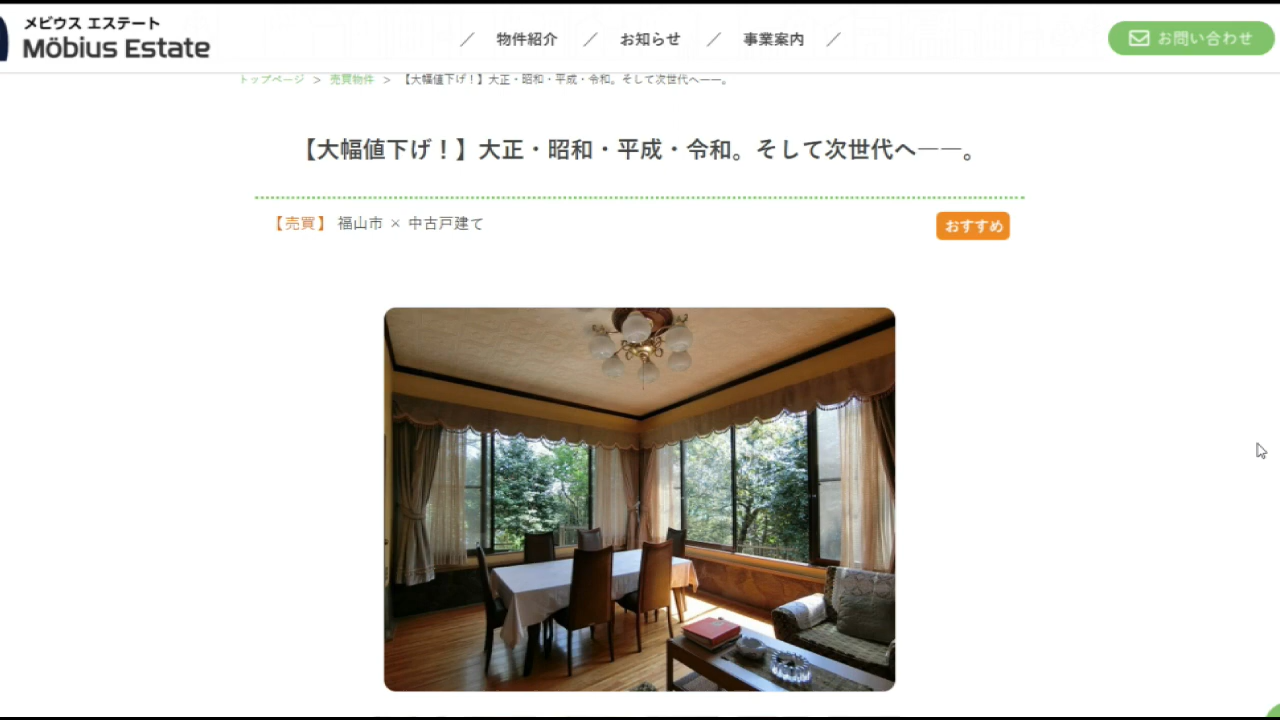 メビウス エステート
Möbius Estate
／ 物件紹介 ／ お知らせ ／ 事業案内 ／
お問い合わせ
トップページ > 売買物件 > 【大幅値下げ！】大正・昭和・平成・令和。そして次世代へ――。
【大幅値下げ！】大正・昭和・平成・令和。そして次世代へ――。
【売買】 福山市 × 中古戸建て
おすすめ